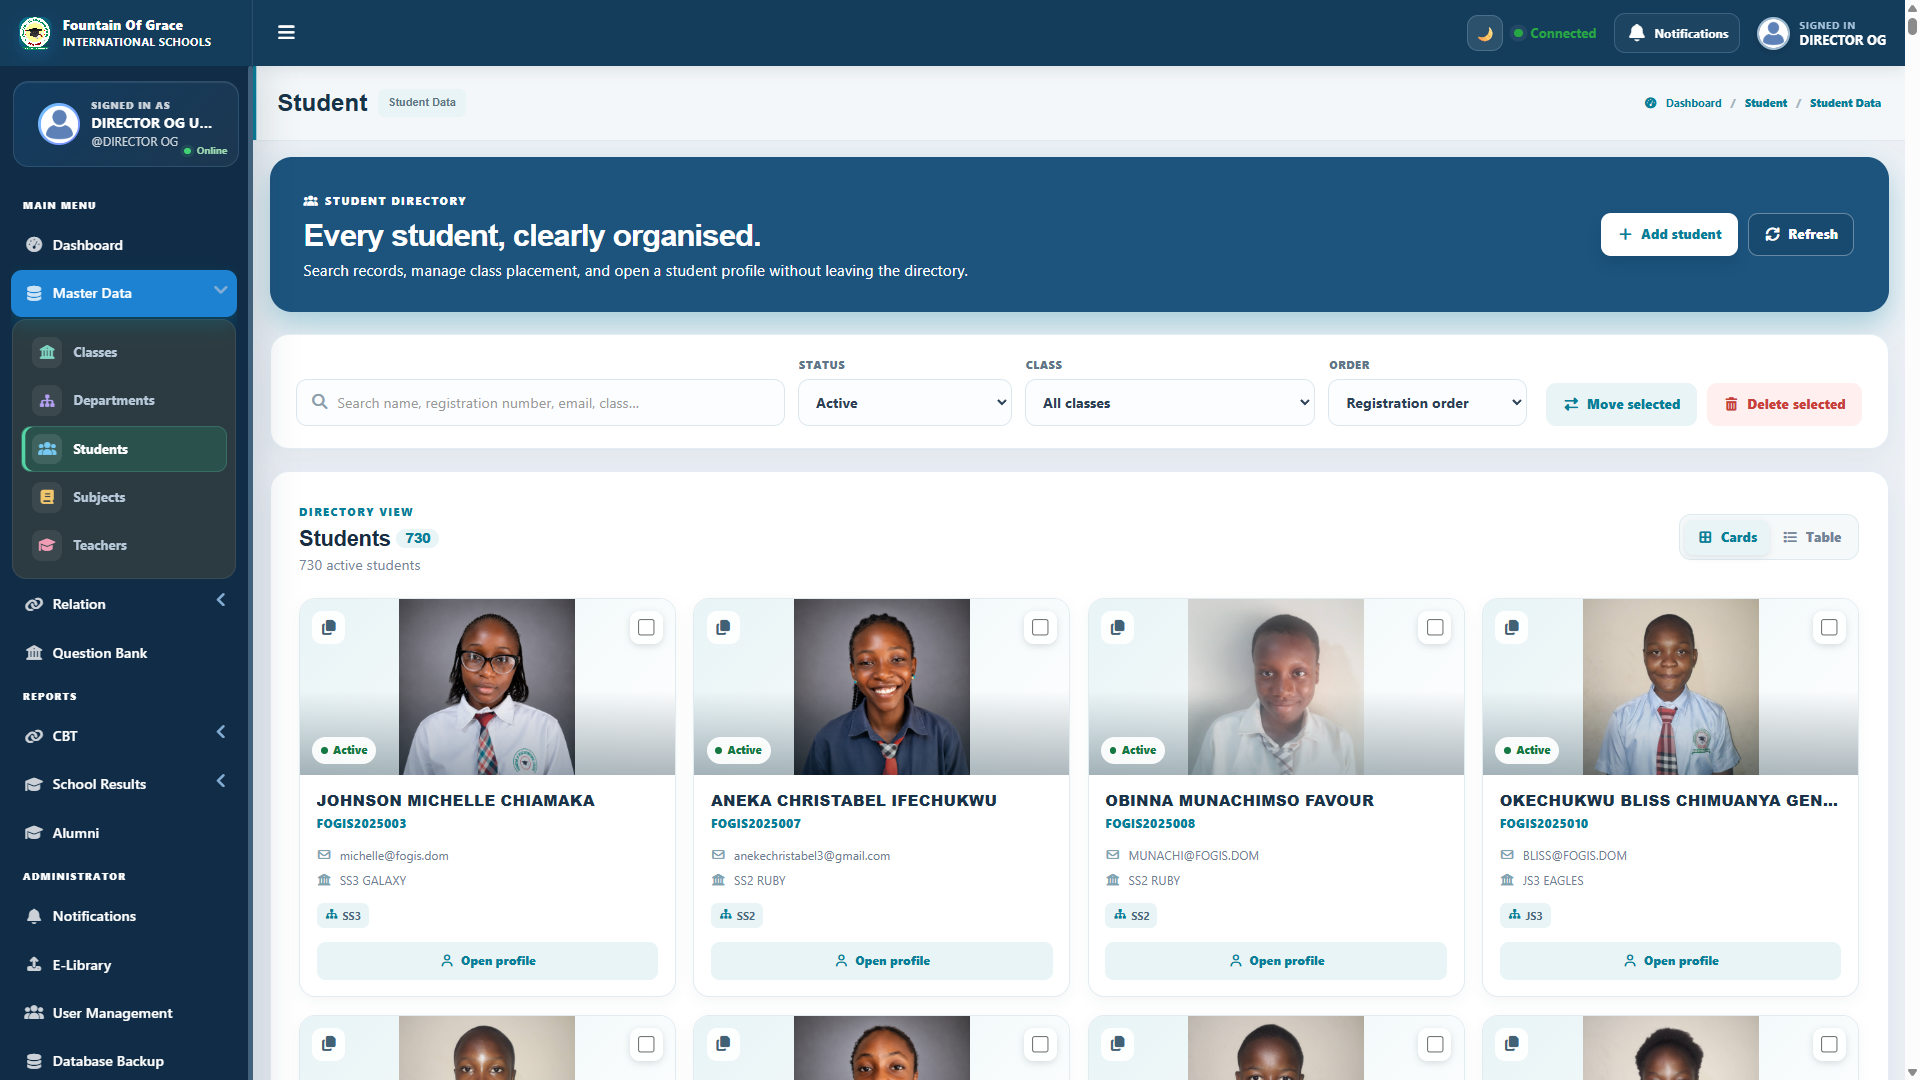 Fountain Of Grace
INTERNATIONAL SCHOOLS
Connected
Notifications
SIGNED IN
DIRECTOR OG
SIGNED IN AS
DIRECTOR OG U...
@DIRECTOR OG
Online
MAIN MENU
Dashboard
Master Data
Classes
Departments
Students
Subjects
Teachers
Relation
Question Bank
REPORTS
CBT
School Results
Alumni
ADMINISTRATOR
Notifications
E-Library
User Management
Database Backup
Student
Student Data
Dashboard / Student / Student Data
STUDENT DIRECTORY
Every student, clearly organised.
Search records, manage class placement, and open a student profile without leaving the directory.
+ Add student
Refresh
Search name, registration number, email, class...
STATUS
Active
CLASS
All classes
ORDER
Registration order
Move selected
Delete selected
DIRECTORY VIEW
Students 730
730 active students
Cards
Table
Active
JOHNSON MICHELLE CHIAMAKA
FOGIS2025003
michelle@fogis.dom
SS3 GALAXY
SS3
Open profile
Active
ANEKA CHRISTABEL IFECHUKWU
FOGIS2025007
anekechristabel3@gmail.com
SS2 RUBY
SS2
Open profile
Active
OBINNA MUNACHIMSO FAVOUR
FOGIS2025008
MUNACHI@FOGIS.DOM
SS2 RUBY
SS2
Open profile
Active
OKECHUKWU BLISS CHIMUANYA GEN...
FOGIS2025010
BLISS@FOGIS.DOM
JS3 EAGLES
JS3
Open profile